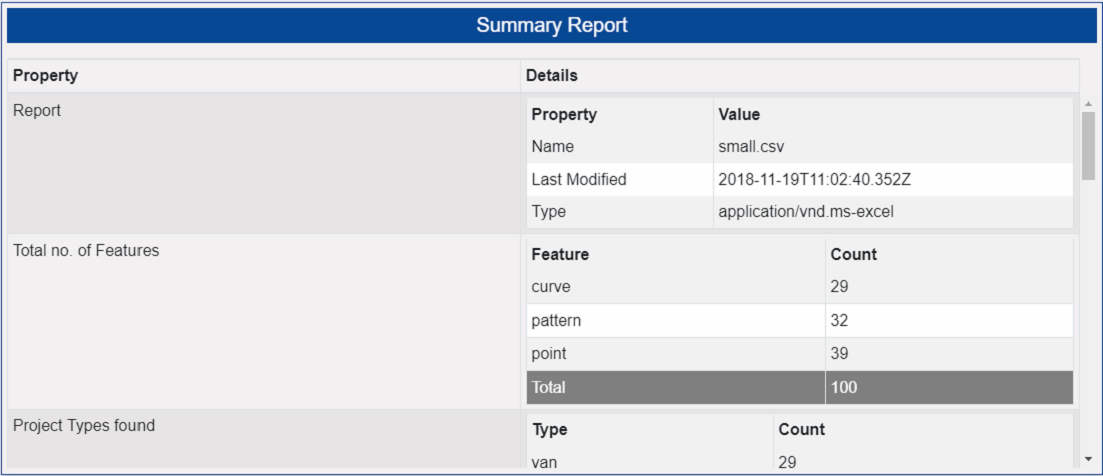 Summary Report
Property Details
Report
Property Value
Name small.csv
Last Modified 2018-11-19T11:02:40.352Z
Type application/vnd.ms-excel
Total no. of Features
Feature Count
curve 29
pattern 32
point 39
Total 100
Project Types found
Type Count
van 29